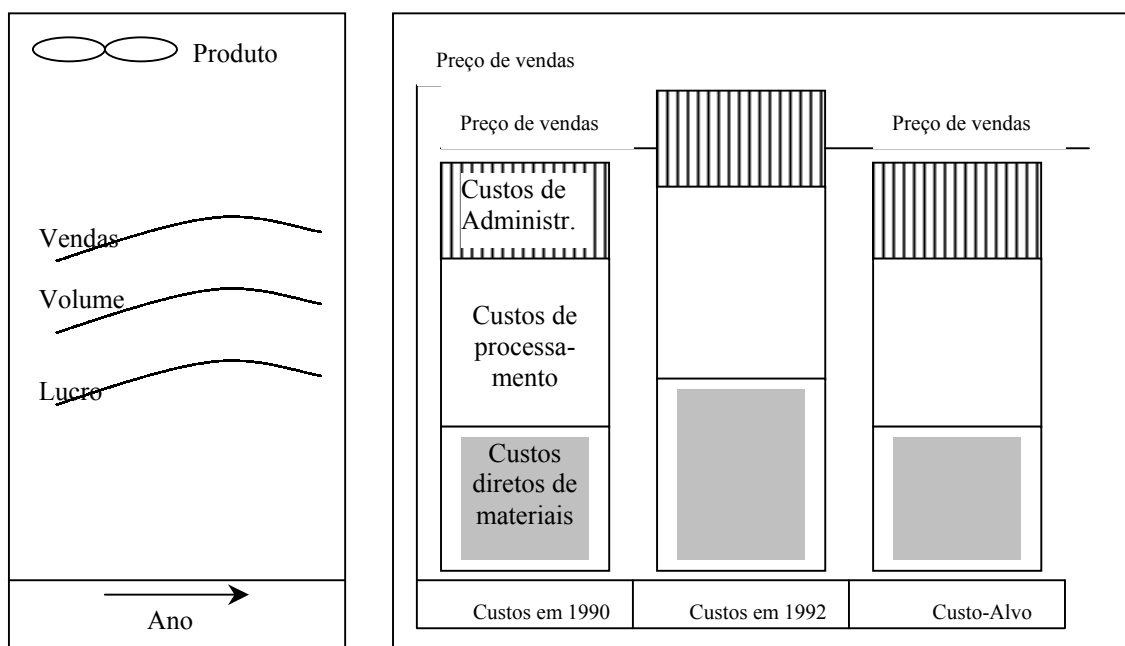 Produto
Vendas
Volume
Lucro
Ano
Preço de vendas
Preço de vendas
Preço de vendas
Custos de
Administr.
Custos de
processa-
mento
Custos
diretos de
materiais
Custos em 1990
Custos em 1992
Custo-Alvo